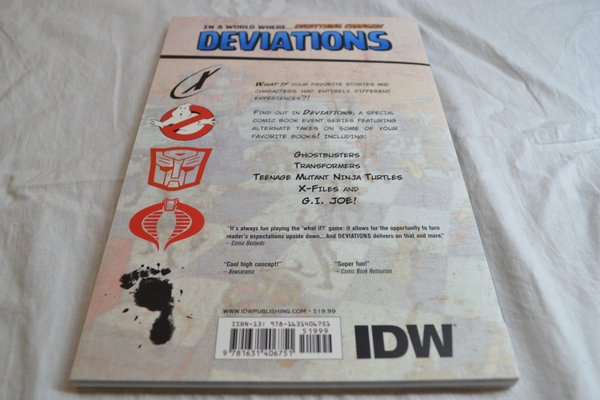 IN A WORLD WHERE... EVERYTHING CHANGED!
DEVIATIONS
WHAT IF YOUR FAVORITE STORIES AND
CHARACTERS HAD ENTIRELY DIFFERENT
EXPERIENCES?!
FIND OUT IN DEVIATIONS, A SPECIAL
COMIC BOOK EVENT SERIES FEATURING
ALTERNATE TAKES ON SOME OF YOUR
FAVORITE BOOKS! INCLUDING:
GHOSTBUSTERS
TRANSFORMERS
TEENAGE MUTANT NINJA TURTLES
X-FILES AND
G.I. JOE!
"It's always fun playing the 'what if?' game: it allows for the opportunity to turn
reader's expectations upside down... And DEVIATIONS delivers on that and more."
— Comic Bastards
"Cool high concept!" "Super fun!"
— Newsarama — Comic Book Resources
WWW.IDWPUBLISHING.COM • $19.99
ISBN-13: 978-1631406751
51999
9 781631 406751
IDW